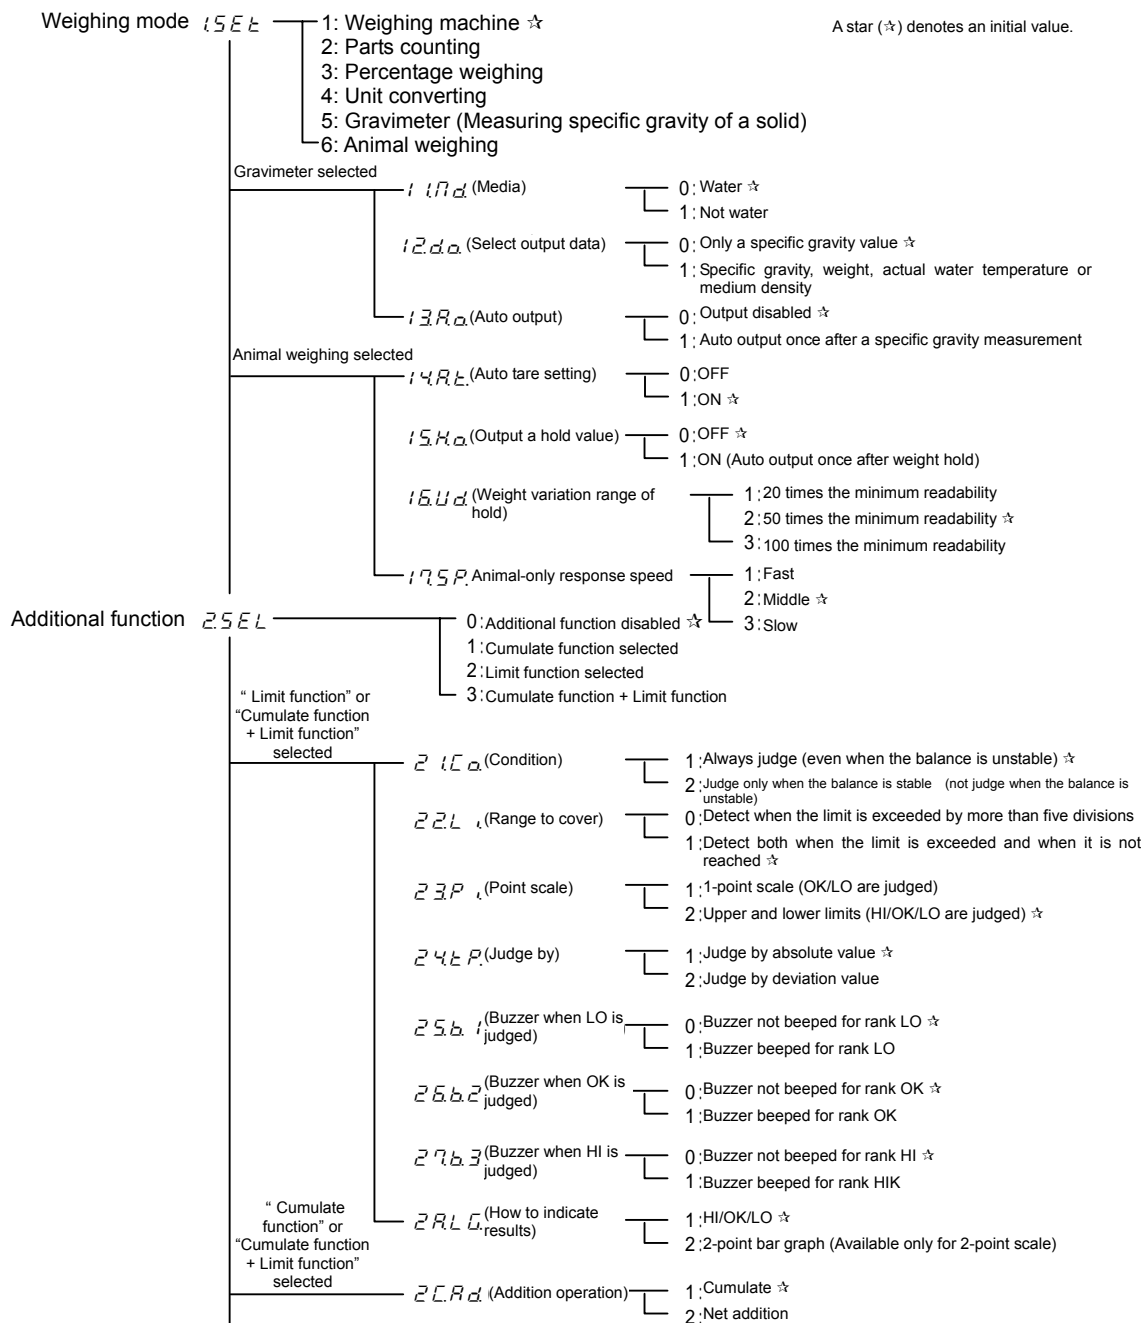 Weighing mode 1.SEt 1: Weighing machine ☆
A star (☆) denotes an initial value.
2: Parts counting
3: Percentage weighing
4: Unit converting
5: Gravimeter (Measuring specific gravity of a solid)
6: Animal weighing
Gravimeter selected
11.Md. (Media) 0: Water ☆
1: Not water
12.d.o. (Select output data) 0: Only a specific gravity value ☆
1: Specific gravity, weight, actual water temperature or
medium density
13.A.o. (Auto output) 0: Output disabled ☆
1: Auto output once after a specific gravity measurement
Animal weighing selected
14.A.t. (Auto tare setting) 0: OFF
1: ON ☆
15.H.o. (Output a hold value) 0: OFF ☆
1: ON (Auto output once after weight hold)
16.U.d. (Weight variation range of
hold)
1: 20 times the minimum readability
2: 50 times the minimum readability ☆
3: 100 times the minimum readability
17.S.P. Animal-only response speed 1: Fast
2: Middle ☆
3: Slow
Additional function 2.SEL 0: Additional function disabled ☆
1: Cumulate function selected
2: Limit function selected
3: Cumulate function + Limit function
“ Limit function” or
“Cumulate function
+ Limit function”
selected
21.C.o. (Condition) 1: Always judge (even when the balance is unstable) ☆
2: Judge only when the balance is stable (not judge when the balance is
unstable)
22.L.i. (Range to cover) 0: Detect when the limit is exceeded by more than five divisions
1: Detect both when the limit is exceeded and when it is not
reached ☆
23.P.i. (Point scale) 1: 1-point scale (OK/LO are judged)
2: Upper and lower limits (HI/OK/LO are judged) ☆
24.t.P. (Judge by) 1: Judge by absolute value ☆
2: Judge by deviation value
25.b.1 (Buzzer when LO is
judged)
0: Buzzer not beeped for rank LO ☆
1: Buzzer beeped for rank LO
26.b.2 (Buzzer when OK is
judged)
0: Buzzer not beeped for rank OK ☆
1: Buzzer beeped for rank OK
27.b.3 (Buzzer when HI is
judged)
0: Buzzer not beeped for rank HI ☆
1: Buzzer beeped for rank HIK
2A.L.G. (How to indicate
results)
1: HI/OK/LO ☆
2: 2-point bar graph (Available only for 2-point scale)
“ Cumulate
function” or
“Cumulate function
+ Limit function”
selected
2C.A.d. (Addition operation) 1: Cumulate ☆
2: Net addition